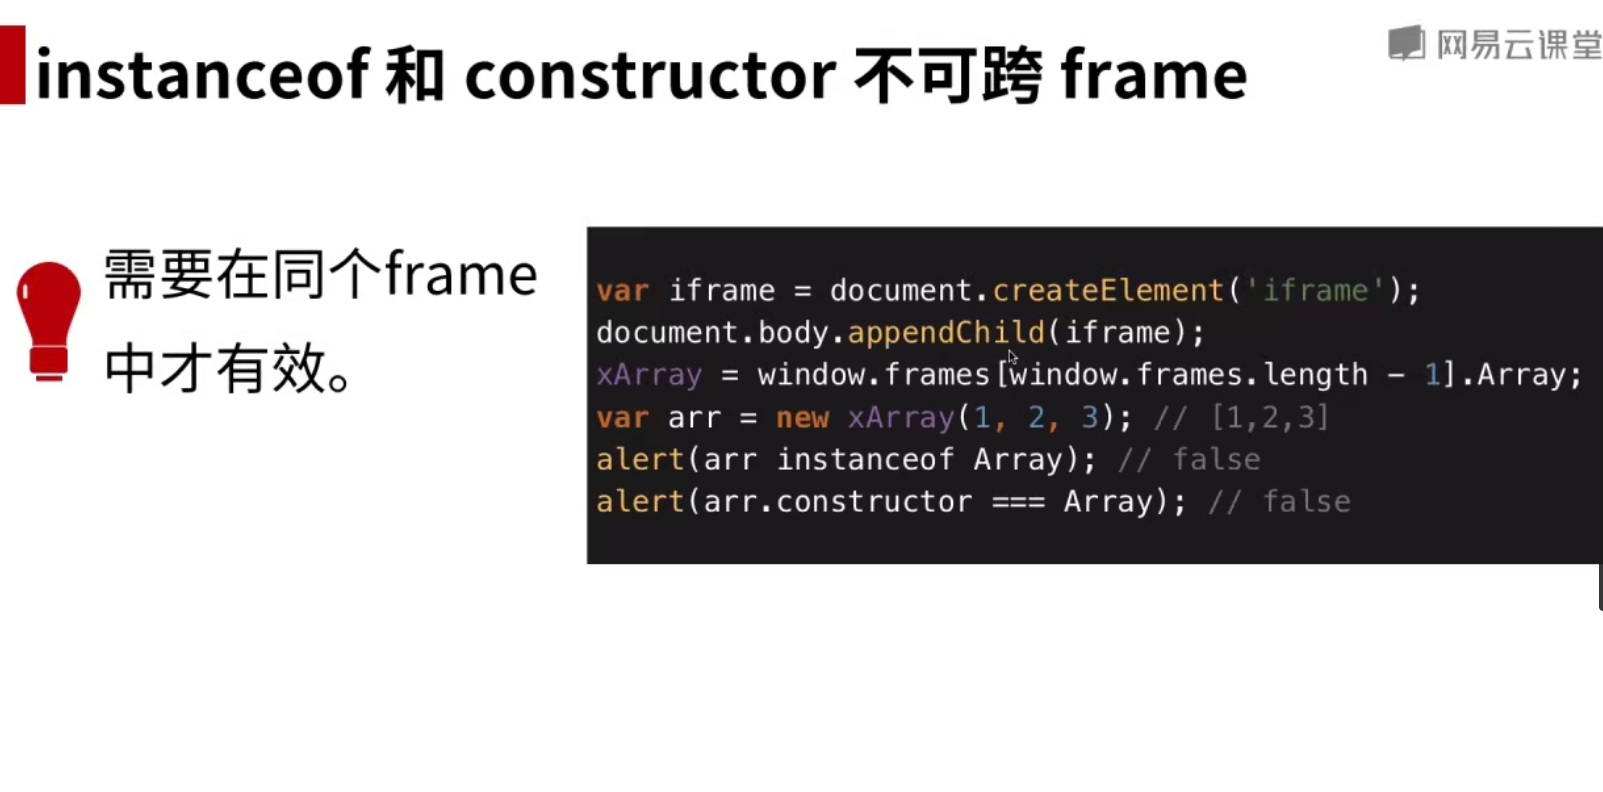 instanceof 和 constructor 不可跨 frame
网易云课堂
需要在同个frame
中才有效。
var iframe = document.createElement('iframe');
document.body.appendChild(iframe);
xArray = window.frames[window.frames.length - 1].Array;
var arr = new xArray(1, 2, 3); // [1,2,3]
alert(arr instanceof Array); // false
alert(arr.constructor === Array); // false